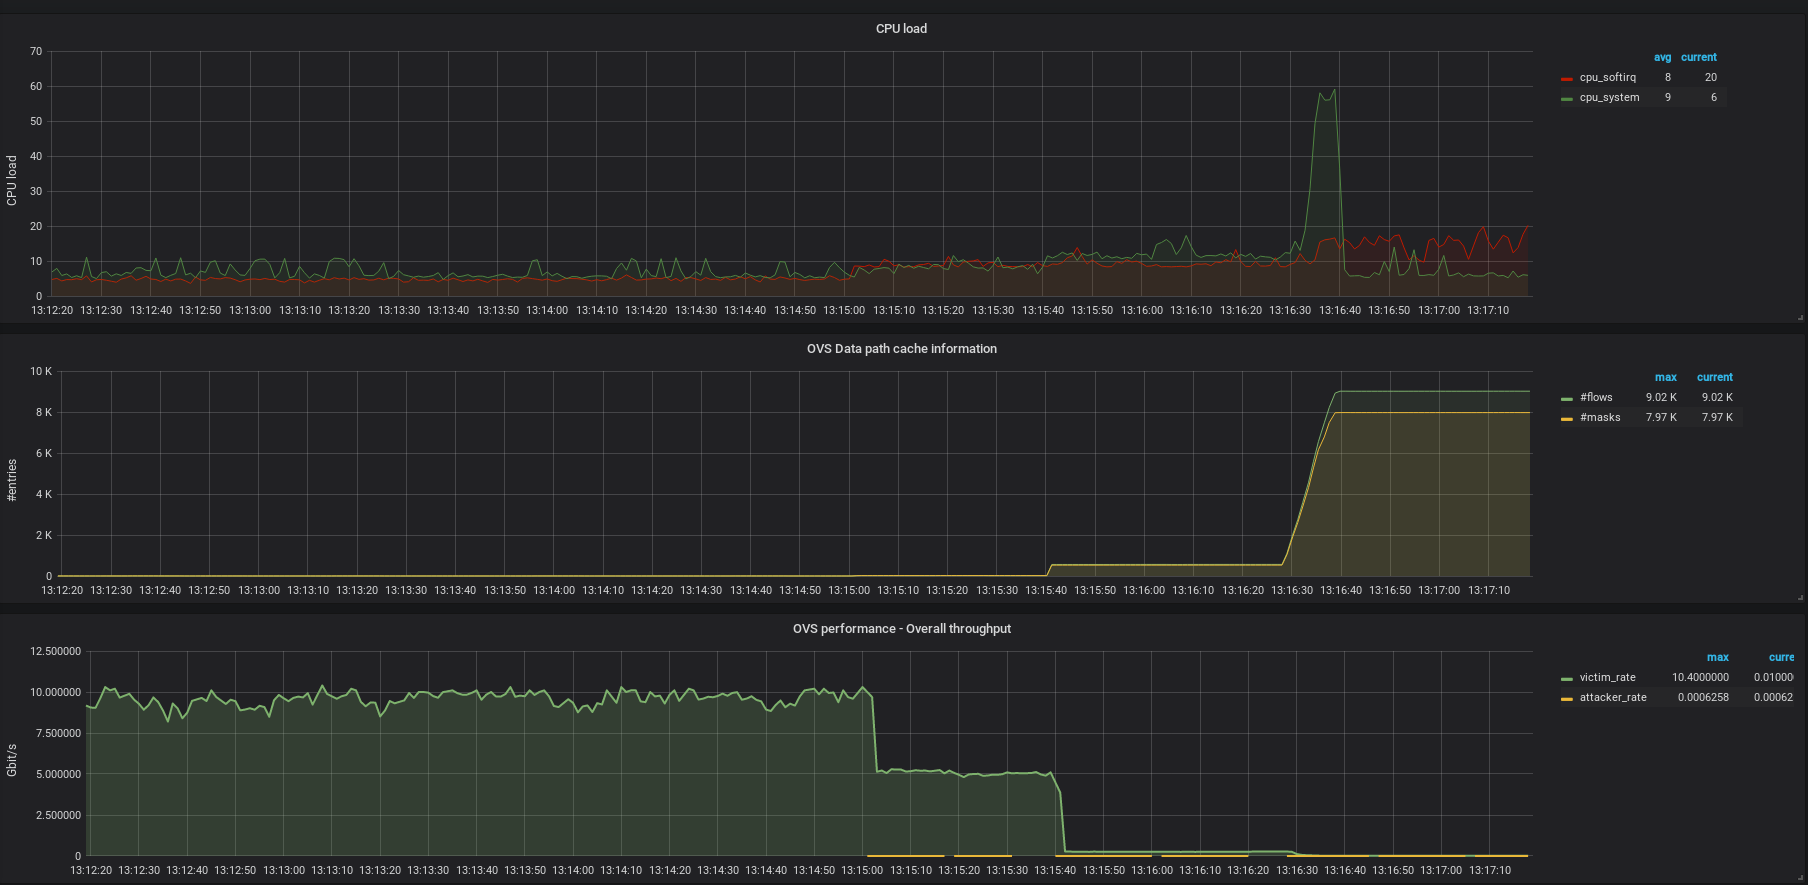 CPU load
70
60
50
40
30
20
10
0
CPU load
13:12:20 13:12:30 13:12:40 13:12:50 13:13:00 13:13:10 13:13:20 13:13:30 13:13:40 13:13:50 13:14:00 13:14:10 13:14:20 13:14:30 13:14:40 13:14:50 13:15:00 13:15:10 13:15:20 13:15:30 13:15:40 13:15:50 13:16:00 13:16:10 13:16:20 13:16:30 13:16:40 13:16:50 13:17:00 13:17:10
avg current
cpu_softirq 8 20
cpu_system 9 6
OVS Data path cache information
10 K
8 K
6 K
4 K
2 K
0
#entries
13:12:20 13:12:30 13:12:40 13:12:50 13:13:00 13:13:10 13:13:20 13:13:30 13:13:40 13:13:50 13:14:00 13:14:10 13:14:20 13:14:30 13:14:40 13:14:50 13:15:00 13:15:10 13:15:20 13:15:30 13:15:40 13:15:50 13:16:00 13:16:10 13:16:20 13:16:30 13:16:40 13:16:50 13:17:00 13:17:10
max current
#flows 9.02 K 9.02 K
#masks 7.97 K 7.97 K
OVS performance - Overall throughput
12.500000
10.000000
7.500000
5.000000
2.500000
0
Gbit/s
13:12:20 13:12:30 13:12:40 13:12:50 13:13:00 13:13:10 13:13:20 13:13:30 13:13:40 13:13:50 13:14:00 13:14:10 13:14:20 13:14:30 13:14:40 13:14:50 13:15:00 13:15:10 13:15:20 13:15:30 13:15:40 13:15:50 13:16:00 13:16:10 13:16:20 13:16:30 13:16:40 13:16:50 13:17:00 13:17:10
max curre
victim_rate 10.4000000 0.01000
attacker_rate 0.0006258 0.00062